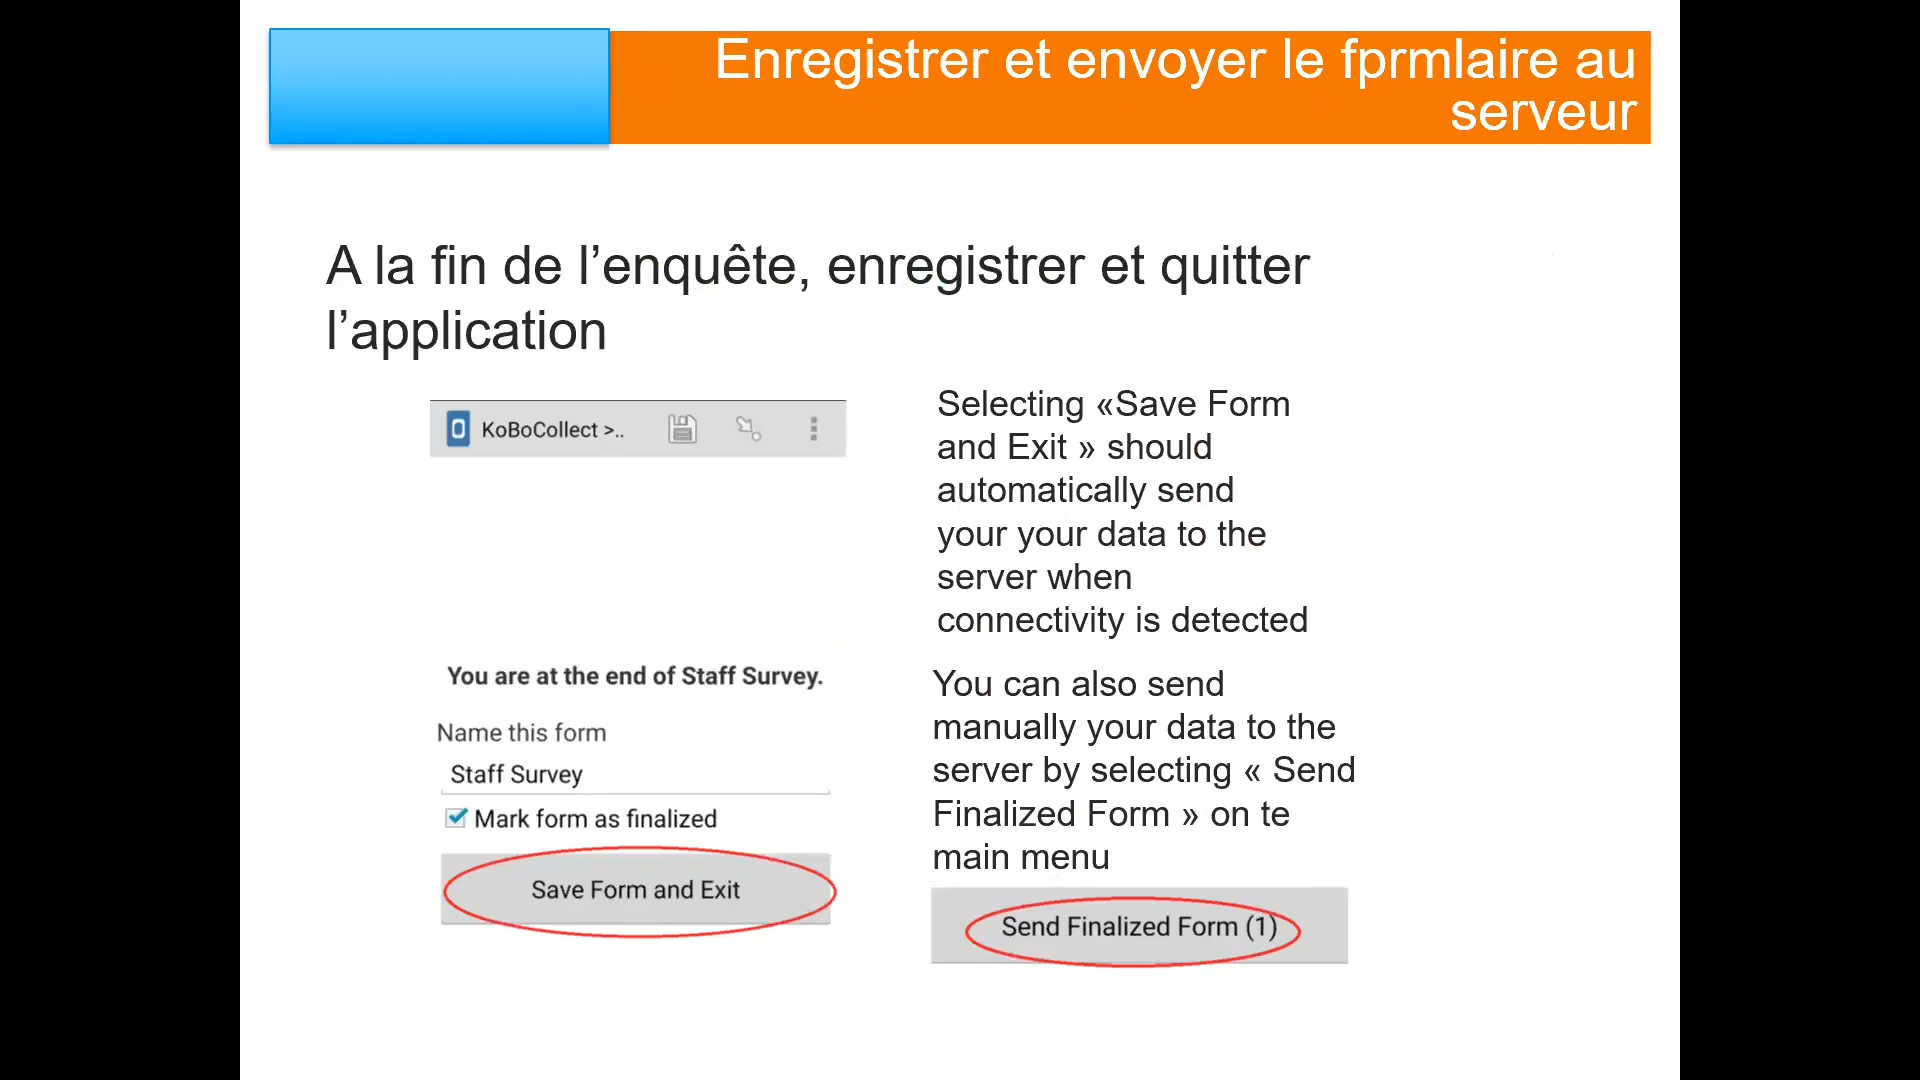 Enregistrer et envoyer le fprmlaire au
serveur
A la fin de l’enquête, enregistrer et quitter
l’application
KoBoCollect >..
Selecting «Save Form
and Exit » should
automatically send
your your data to the
server when
connectivity is detected
You are at the end of Staff Survey.
Name this form
Staff Survey
Mark form as finalized
Save Form and Exit
You can also send
manually your data to the
server by selecting « Send
Finalized Form » on te
main menu
Send Finalized Form (1)